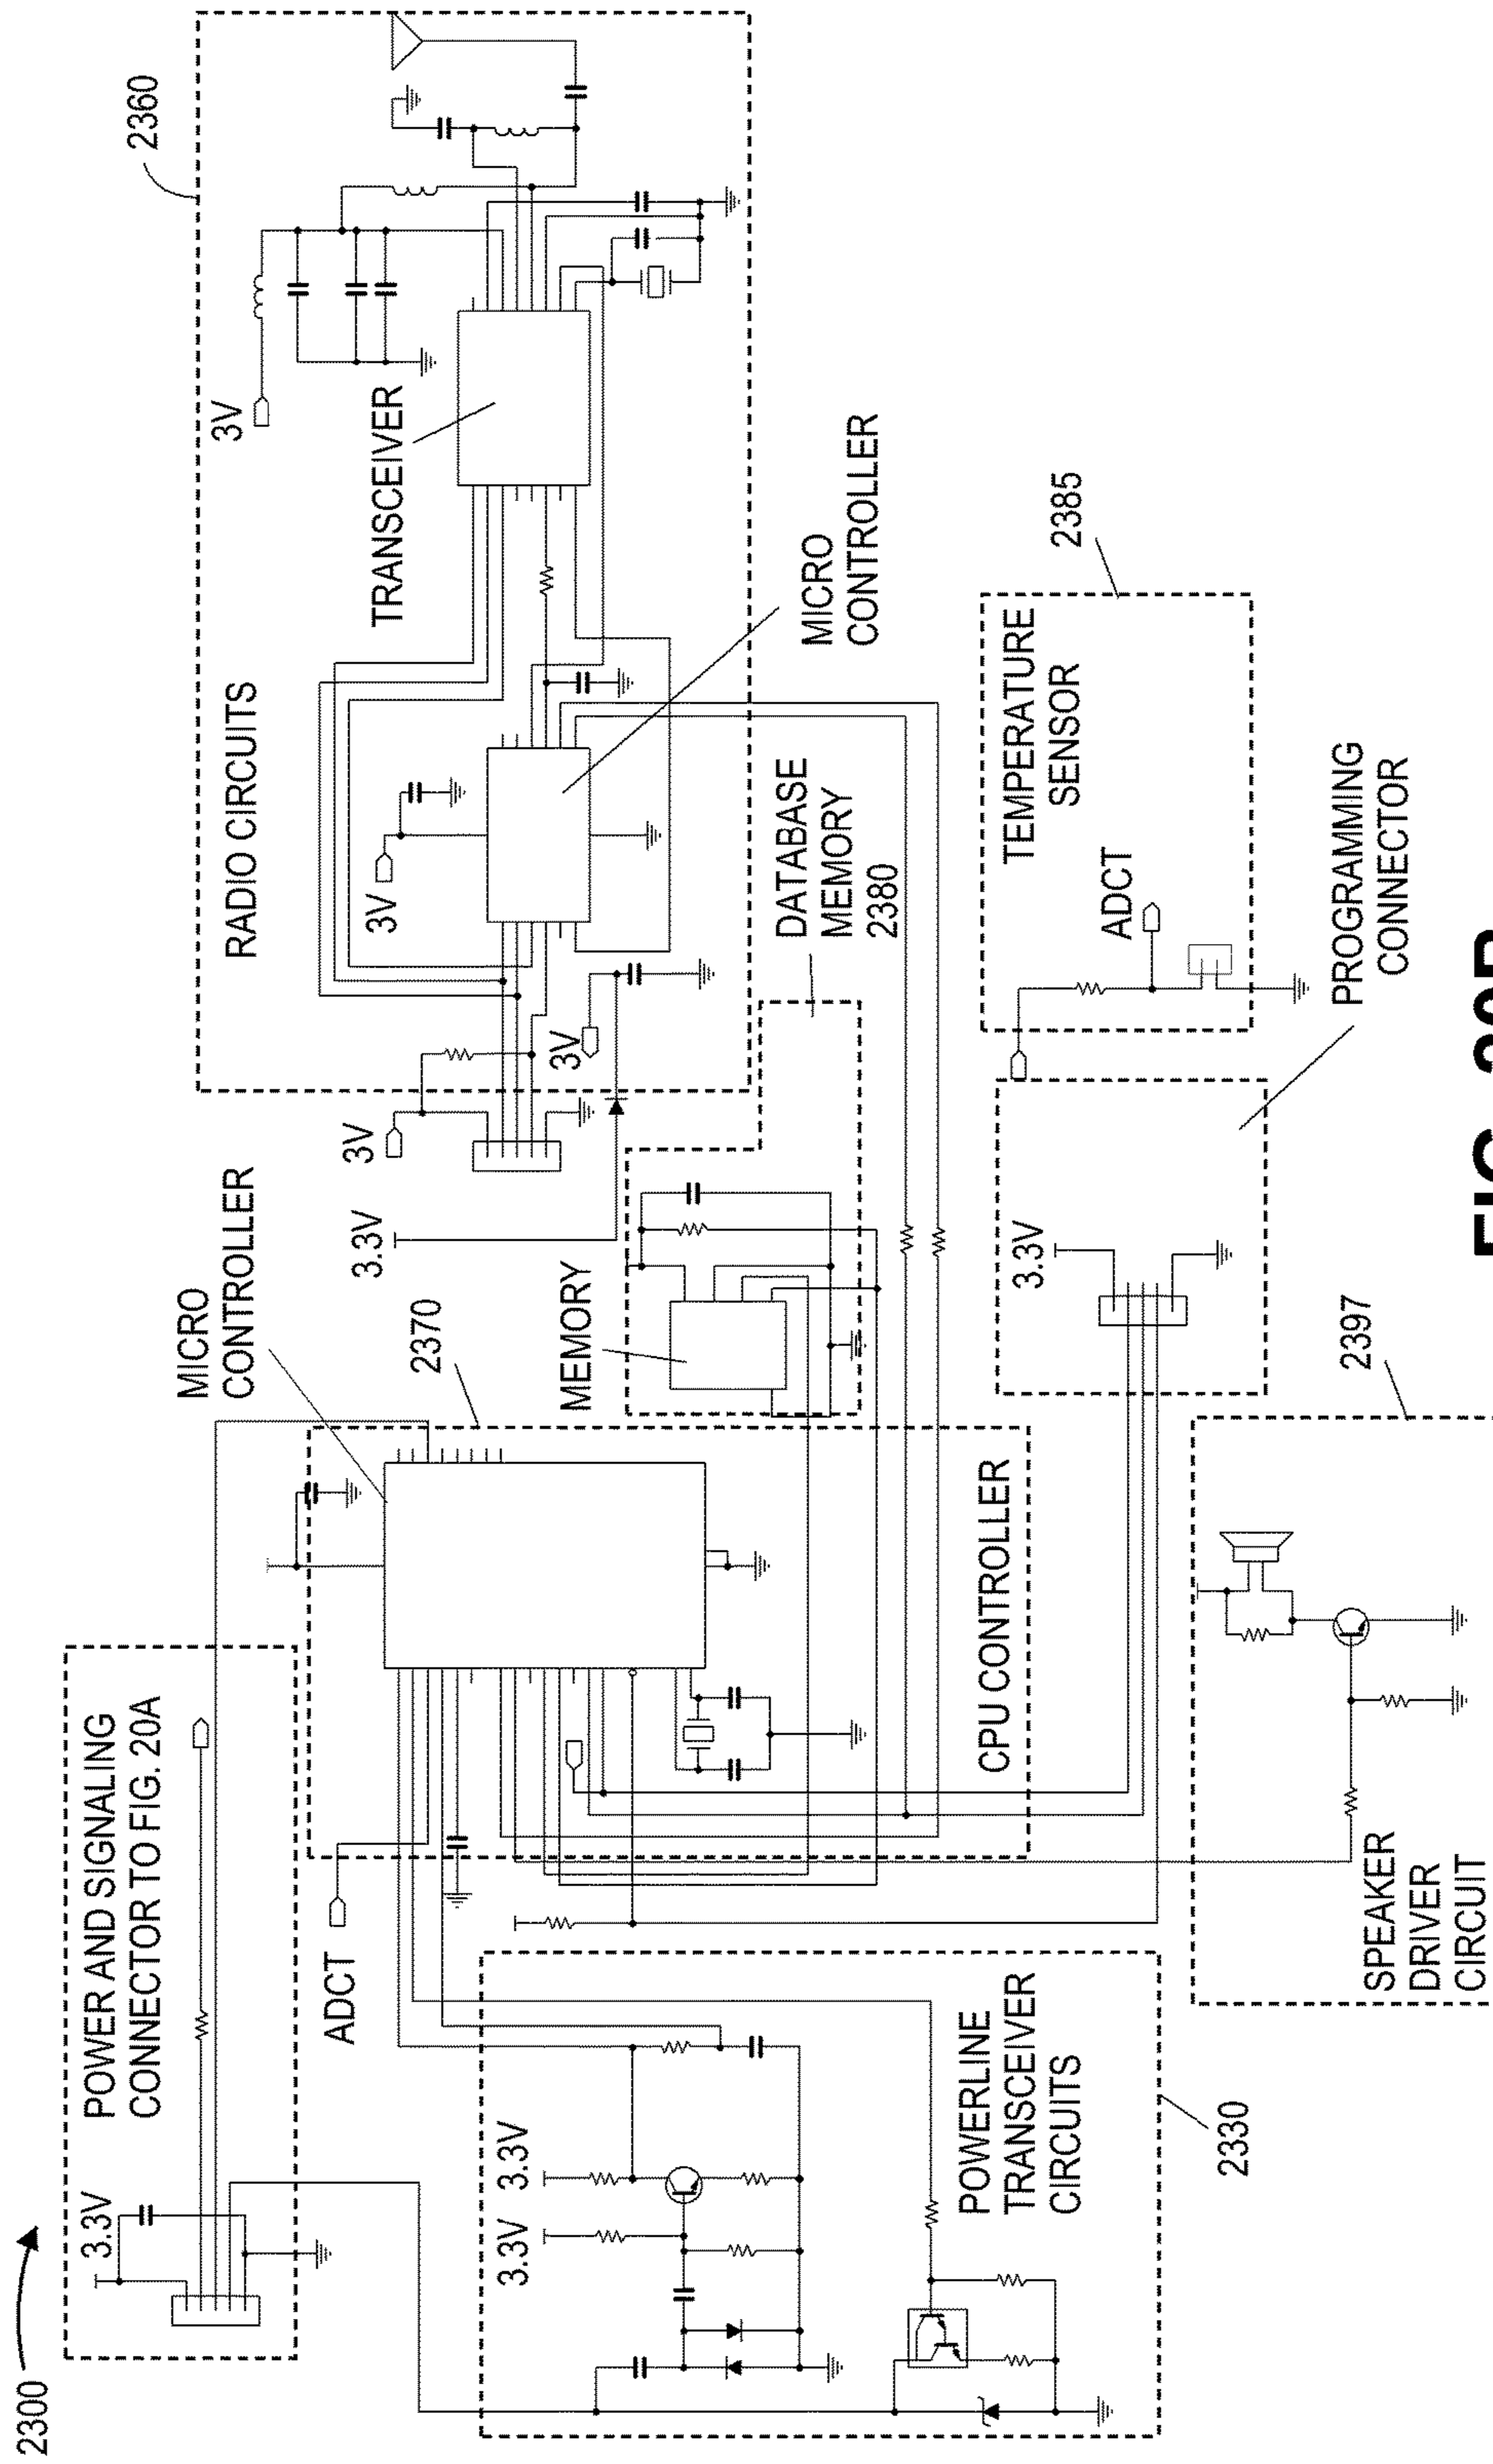 2300
3.3V
POWER AND SIGNALING
CONNECTOR TO FIG. 20A
MICRO
CONTROLLER
2360
3V
RADIO CIRCUITS
ADCT
2370
3.3V
3V
3V
TRANSCEIVER
3.3V
3.3V
MEMORY
3V
DATABASE
MEMORY
2380
MICRO
CONTROLLER
POWERLINE
TRANSCEIVER
CIRCUITS
CPU CONTROLLER
3.3V
TEMPERATURE
SENSOR
ADCT
2385
2330
SPEAKER
DRIVER
CIRCUIT
2397
PROGRAMMING
CONNECTOR
FIG. 20B